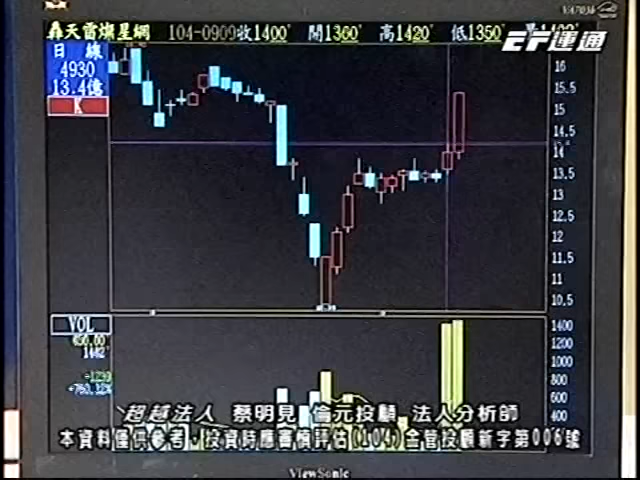 轟天雷燦星網 104-0909收1400' 開1360' 高1420' 低1350'
ET運通
日 線
4930
13.4億
K
16
15.5
15
14.5
14
13.5
13
12.5
12
11.5
11
10.5
VOL
1442'
1400
1200
1000
800
600
400
超越法人 蔡明見 倫元投顧 法人分析師
本資料僅供參考，投資時應審慎評估(104)金管投顧新字第006號
ViewSonic